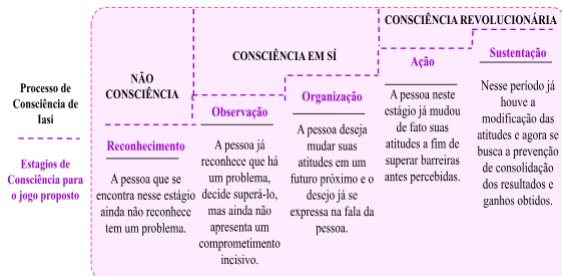 Processo de
Consciência de
Iasi
Estagios de
Consciência para
o jogo proposto
NÃO
CONSCIÊNCIA
Reconhecimento
A pessoa que se
encontra nesse estágio
ainda não reconhece
tem um problema.
CONSCIÊNCIA EM SÍ
Observação
A pessoa já
reconhece que há
um problema,
decide superá-lo,
mas ainda não
apresenta um
comprometimento
incisivo.
Organização
A pessoa deseja
mudar suas
atitudes em um
futuro próximo e o
desejo já se
expressa na fala da
pessoa.
CONSCIÊNCIA REVOLUCIONÁRIA
Ação
A pessoa neste
estágio já mudou
de fato suas
atitudes a fim de
superar barreiras
antes percebidas.
Sustentação
Nesse período já
houve a
modificação das
atitudes e agora se
busca a prevenção
de consolidação
dos resultados e
ganhos obtidos.